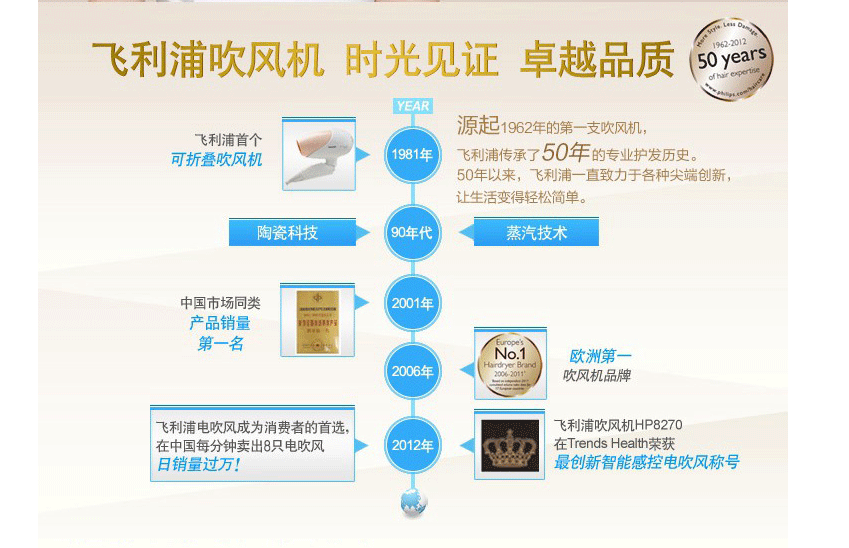 飞利浦吹风机 时光见证 卓越品质
More Style, Less Damage
1962-2012
50 years
of hair expertise
www.philips.com/haircare
YEAR
源起1962年的第一支吹风机，
飞利浦传承了50年的专业护发历史。
50年以来，飞利浦一直致力于各种尖端创新，
让生活变得轻松简单。
飞利浦首个
可折叠吹风机
1981年
陶瓷科技
90年代
蒸汽技术
中国市场同类
产品销量
第一名
2001年
2006年
Europe's
No.1
Hairdryer Brand
2006-2011*
欧洲第一
吹风机品牌
飞利浦电吹风成为消费者的首选，
在中国每分钟卖出8只电吹风
日销量过万！
2012年
飞利浦吹风机HP8270
在Trends Health荣获
最创新智能感控电吹风称号